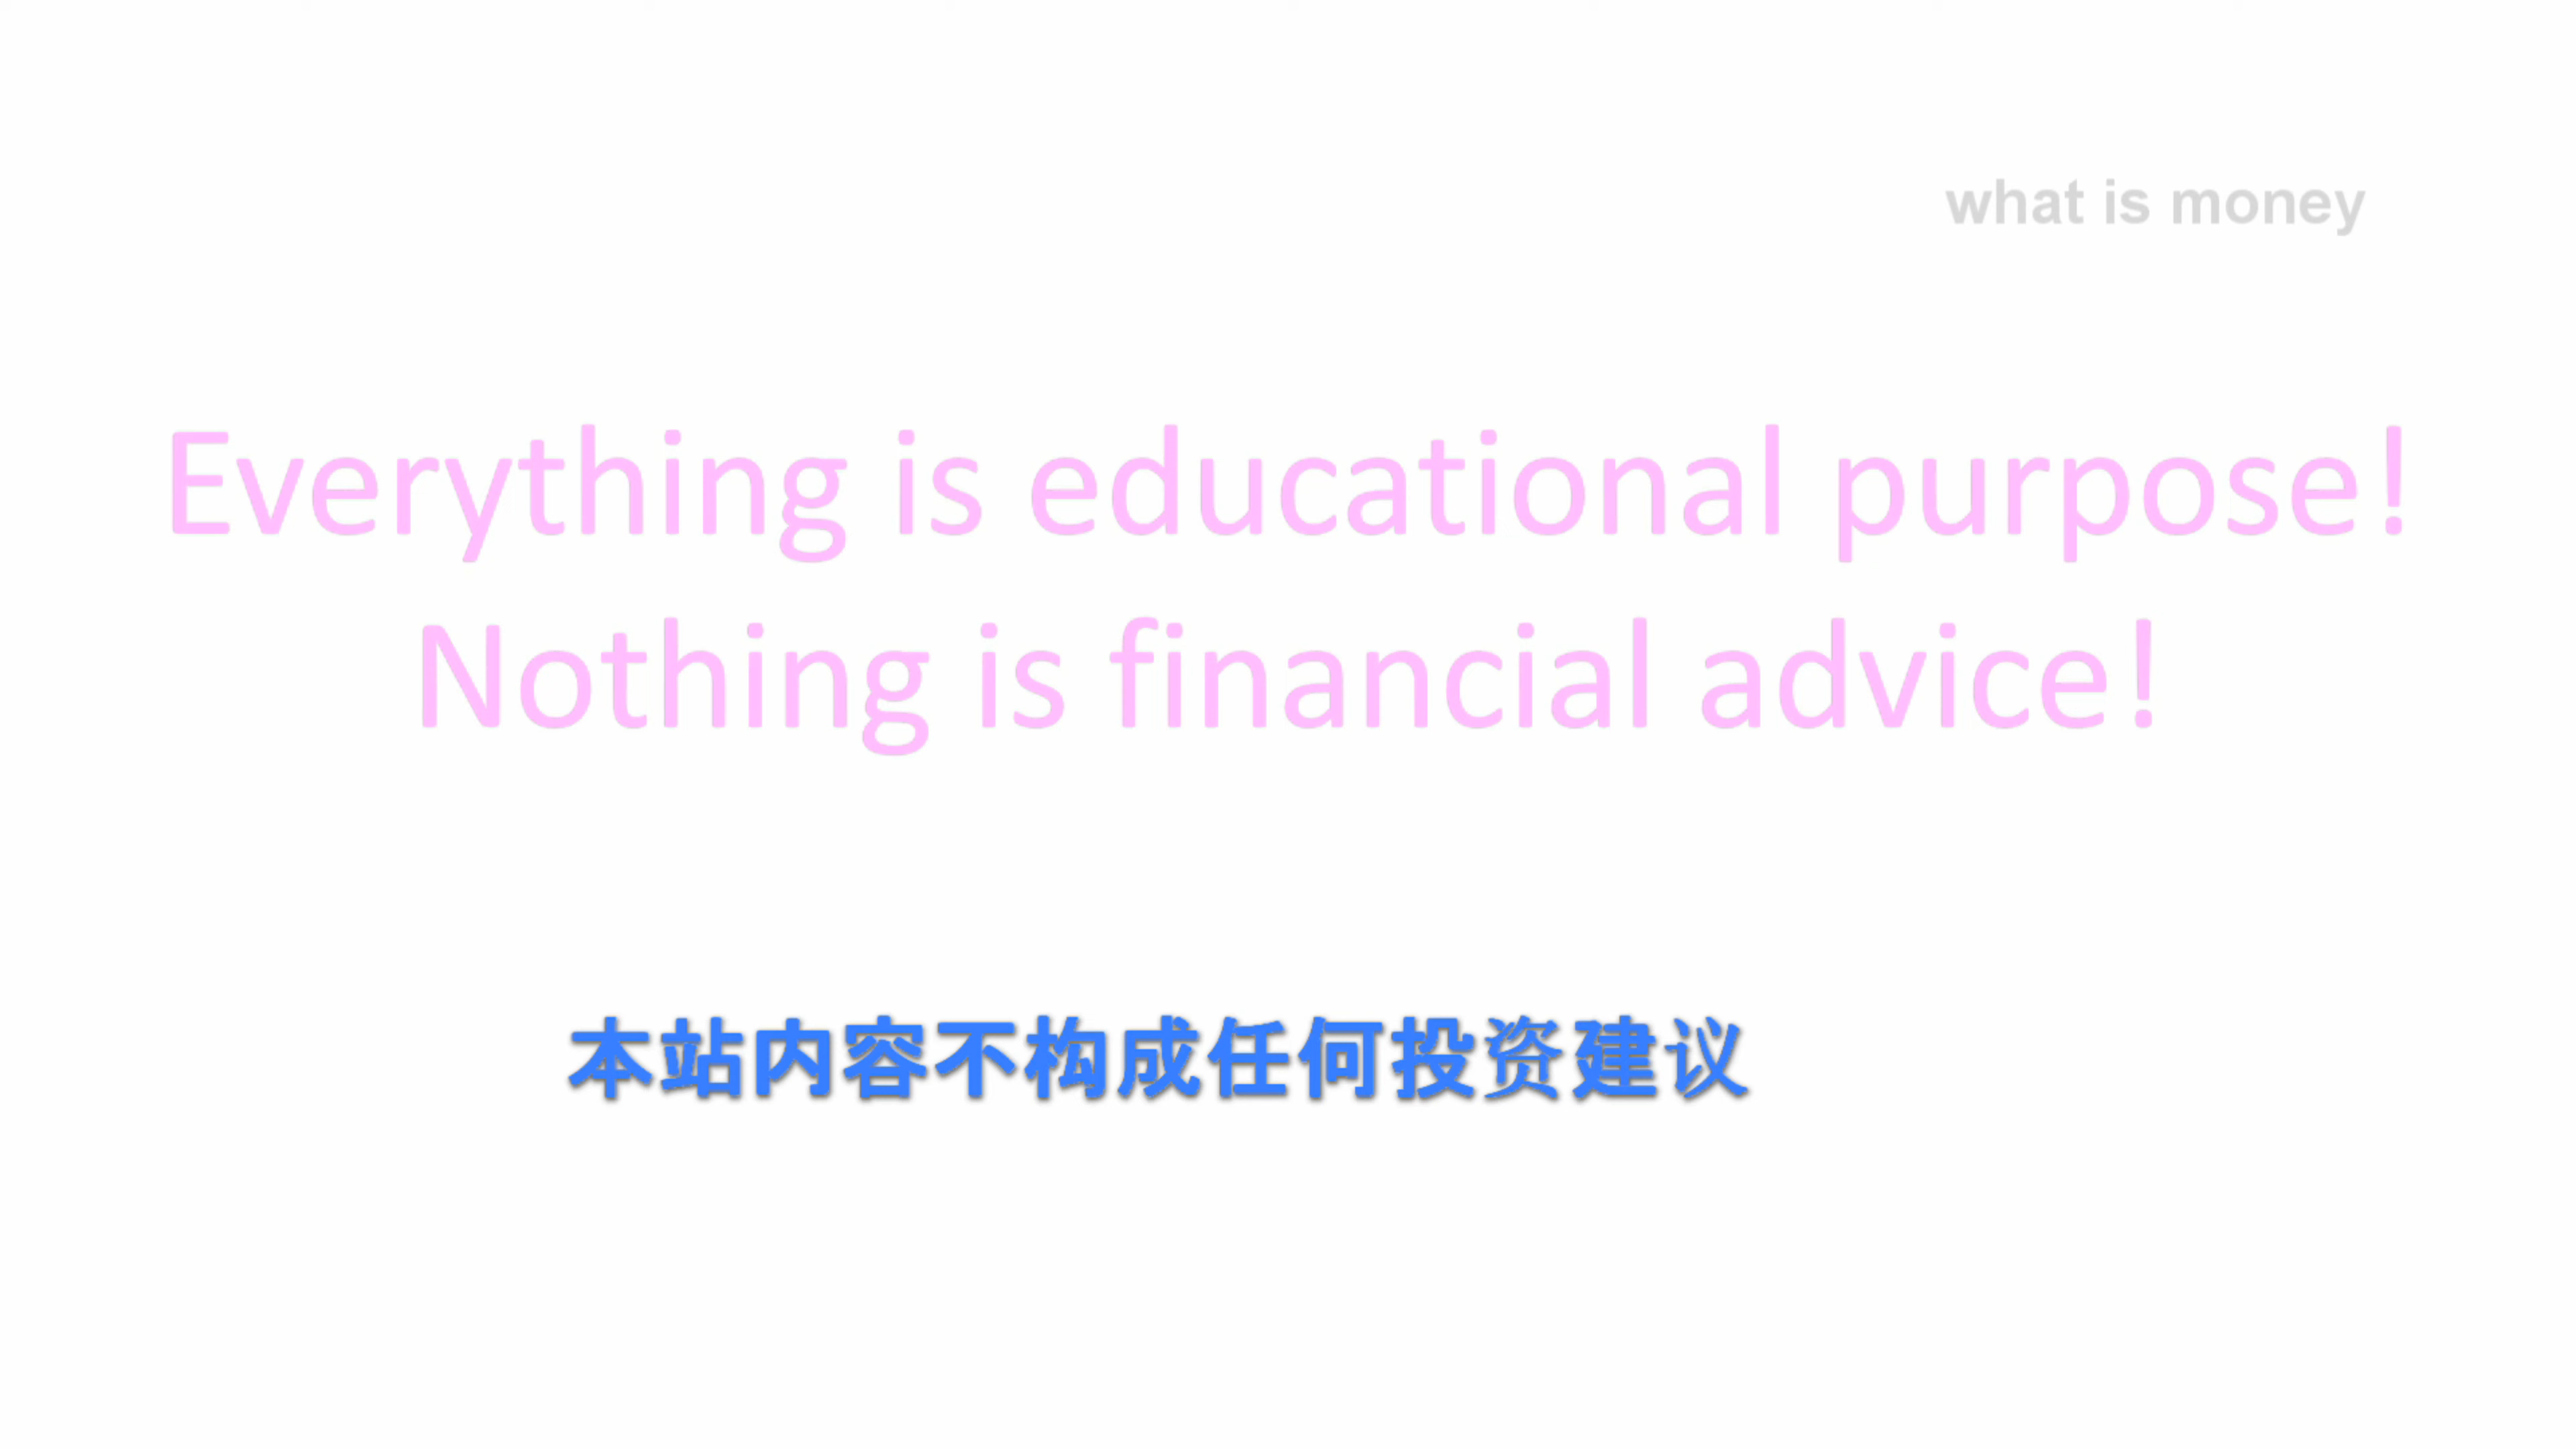 what is money
Everything is educational purpose!
Nothing is financial advice!
本站内容不构成任何投资建议